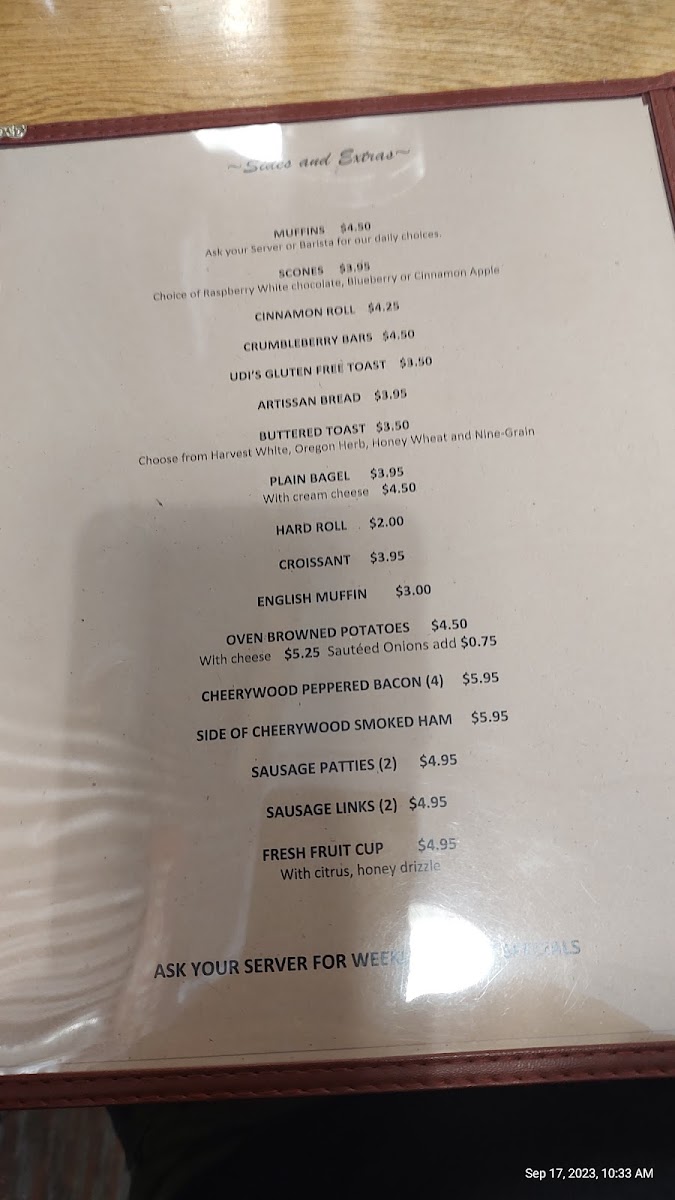 ~Sides and Extras~
MUFFINS $4.50
Ask your Server or Barista for our daily choices.
SCONES $3.95
Choice of Raspberry White chocolate, Blueberry or Cinnamon Apple
CINNAMON ROLL $4.25
CRUMBLEBERRY BARS $4.50
UDI'S GLUTEN FREE TOAST $3.50
ARTISSAN BREAD $3.95
BUTTERED TOAST $3.50
Choose from Harvest White, Oregon Herb, Honey Wheat and Nine-Grain
PLAIN BAGEL $3.95
With cream cheese $4.50
HARD ROLL $2.00
CROISSANT $3.95
ENGLISH MUFFIN $3.00
OVEN BROWNED POTATOES $4.50
With cheese $5.25 Sautéed Onions add $0.75
CHEERYWOOD PEPPERED BACON (4) $5.95
SIDE OF CHEERYWOOD SMOKED HAM $5.95
SAUSAGE PATTIES (2) $4.95
SAUSAGE LINKS (2) $4.95
FRESH FRUIT CUP $4.95
With citrus, honey drizzle
ASK YOUR SERVER FOR SPECIALS
Sep 17, 2023, 10:33 AM